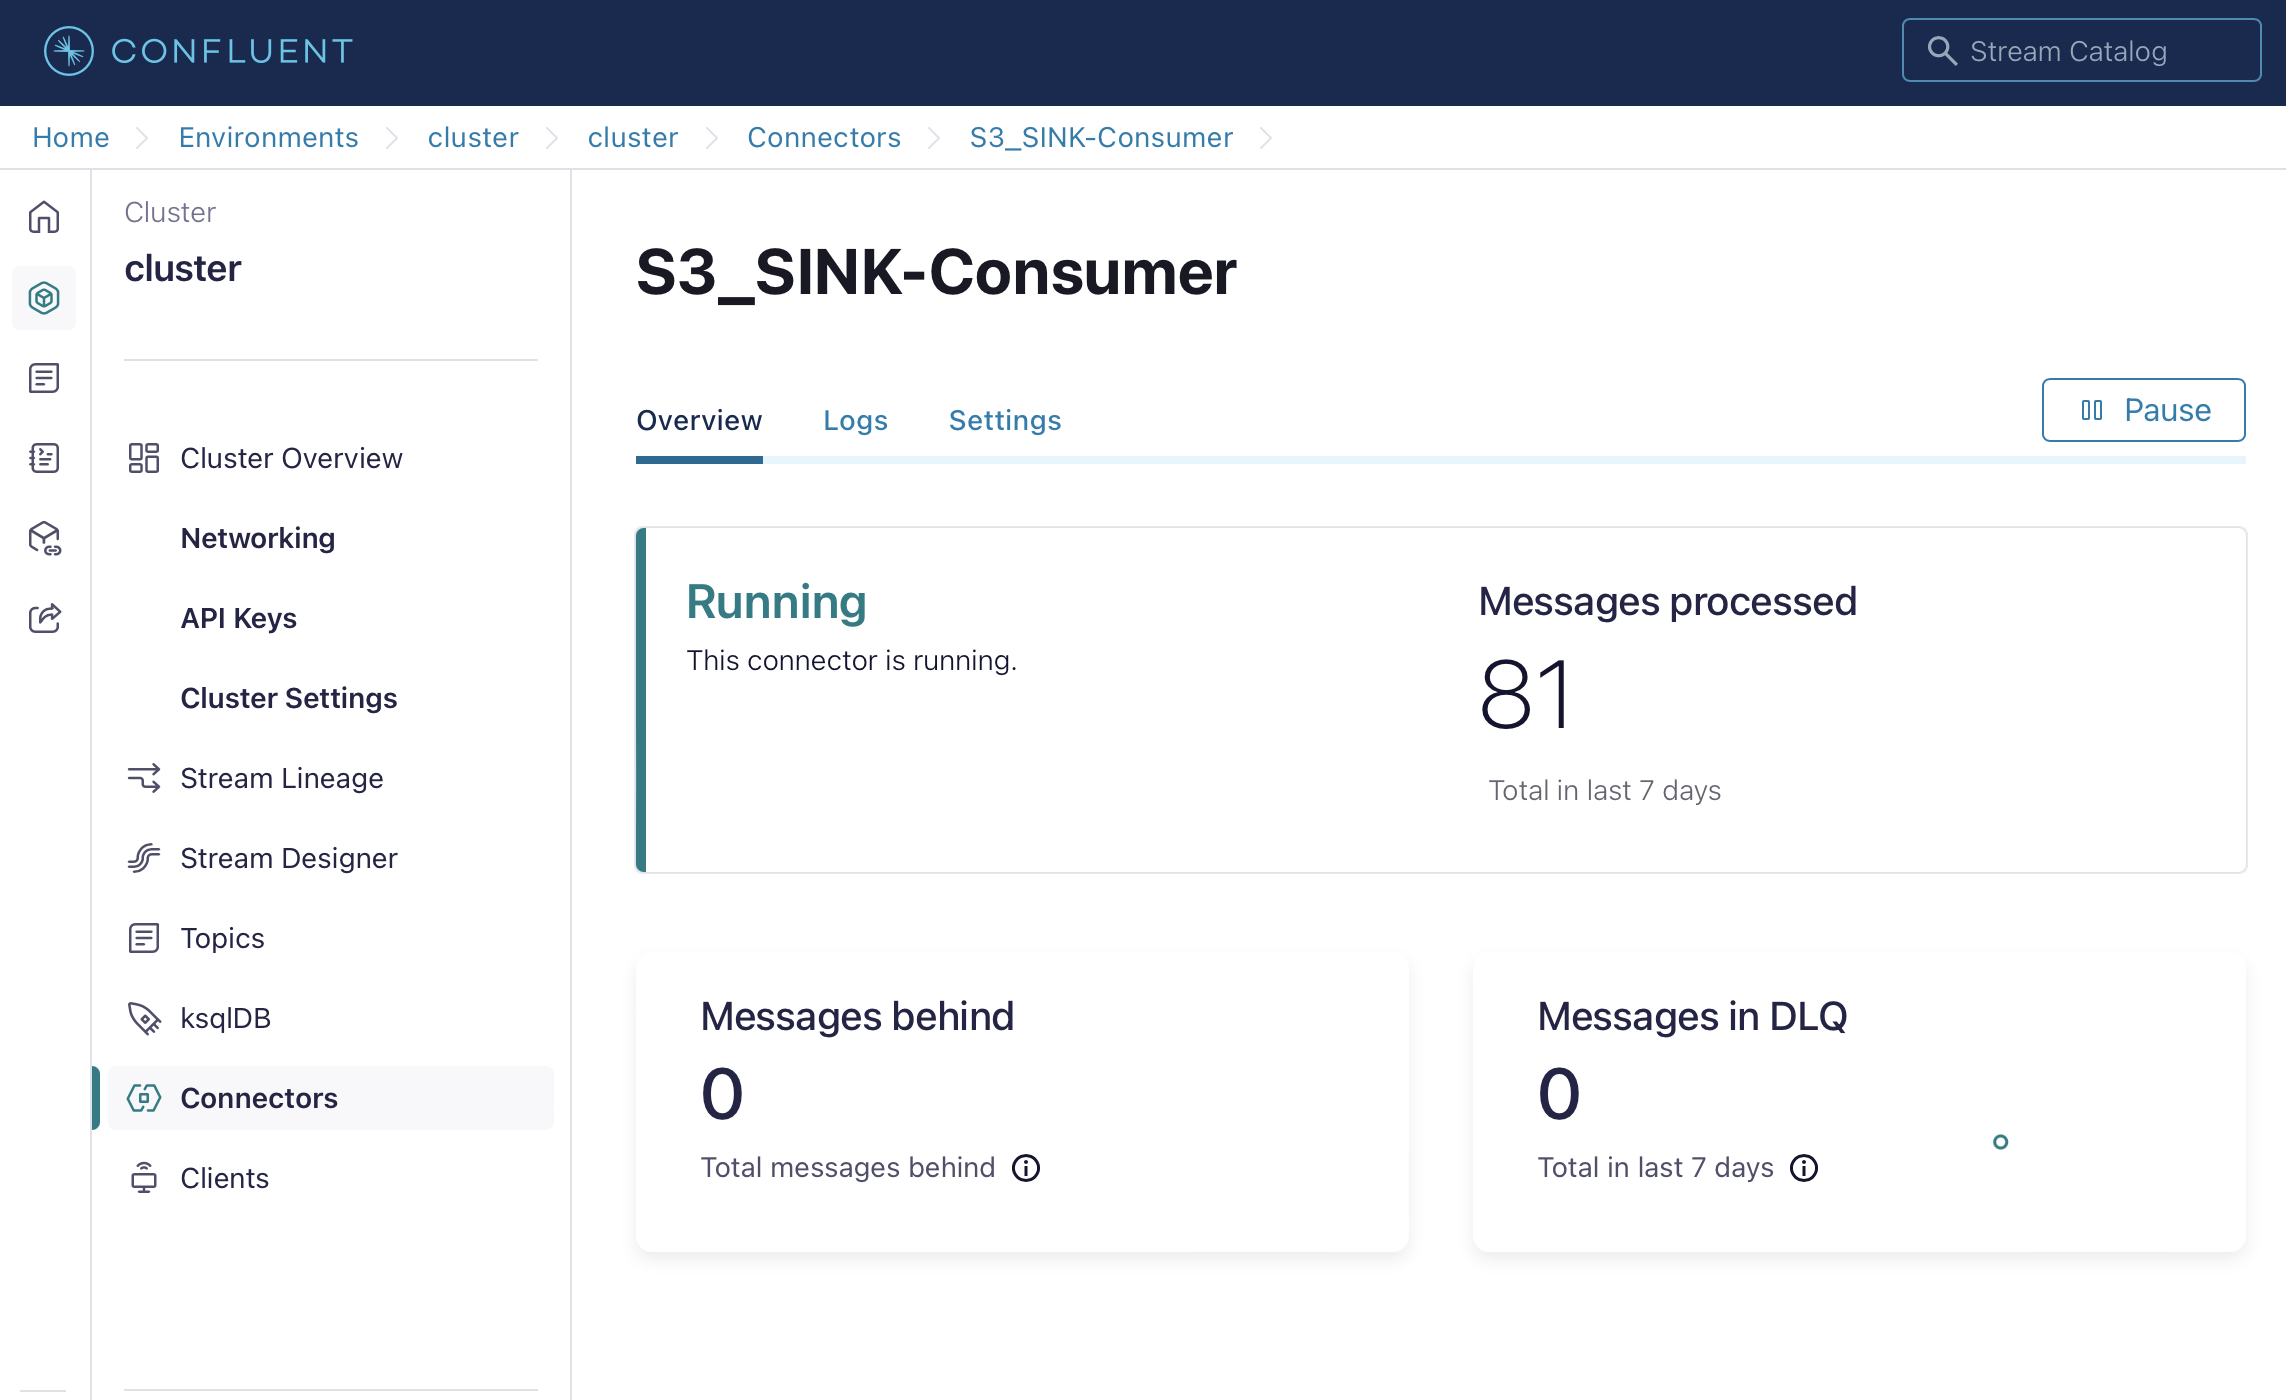 CONFLUENT
Stream Catalog
Home
Environments
cluster
cluster
Connectors
S3_SINK-Consumer
Cluster
cluster
Cluster Overview
Networking
API Keys
Cluster Settings
Stream Lineage
Stream Designer
Topics
ksqlDB
Connectors
Clients
S3_SINK-Consumer
Overview
Logs
Settings
Pause
Running
This connector is running.
Messages processed
81
Total in last 7 days
Messages behind
0
Total messages behind
Messages in DLQ
0
Total in last 7 days